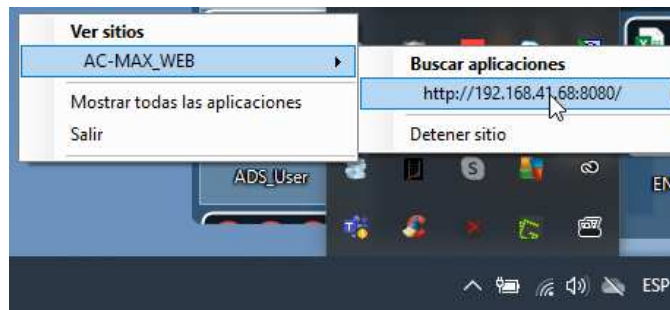 Ver sitios
AC-MAX_WEB
Mostrar todas las aplicaciones
Salir
Buscar aplicaciones
http://192.168.41.68:8080/
Detener sitio
ADS_User
EN
ESP